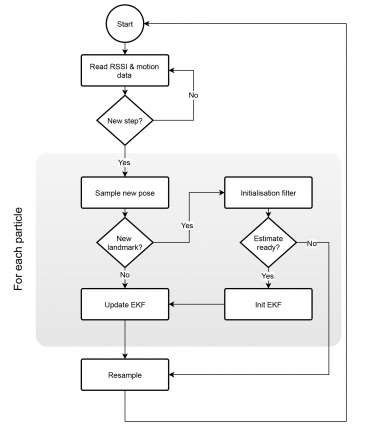 Start
Read RSSI & motion
data
No
New step?
Yes
Sample new pose
Initialisation filter
Yes
New
landmark?
Estimate
ready?
No
No
Yes
Update EKF
Init EKF
For each particle
Resample